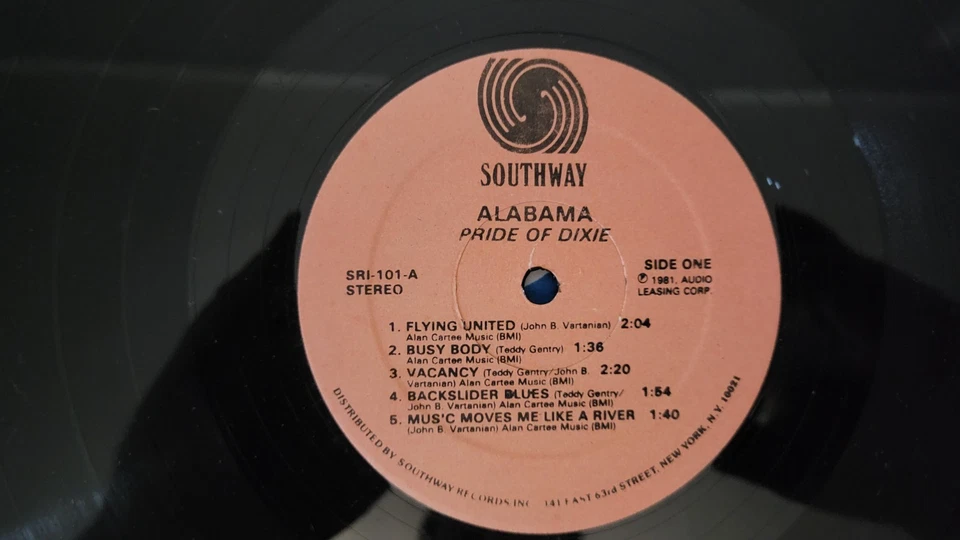 SOUTHWAY
ALABAMA
PRIDE OF DIXIE
SRI-101-A
STEREO
SIDE ONE
℗ 1981, AUDIO
LEASING CORP.
1. FLYING UNITED (John B. Vartanian) 2:04
Alan Cartee Music (BMI)
2. BUSY BODY (Teddy Gentry) 1:36
Alan Cartee Music (BMI)
3. VACANCY (Teddy Gentry/John B. 2:20
Vartanian) Alan Cartee Music (BMI)
4. BACKSLIDER BLUES (Teddy Gentry/ 1:54
John B. Vartanian) Alan Cartee Music (BMI)
5. MUS'C MOVES ME LIKE A RIVER 1:40
(John B. Vartanian) Alan Cartee Music (BMI)
DISTRIBUTED BY SOUTHWAY RECORDS INC 141 EAST 63rd STREET, NEW YORK, N.Y. 10021